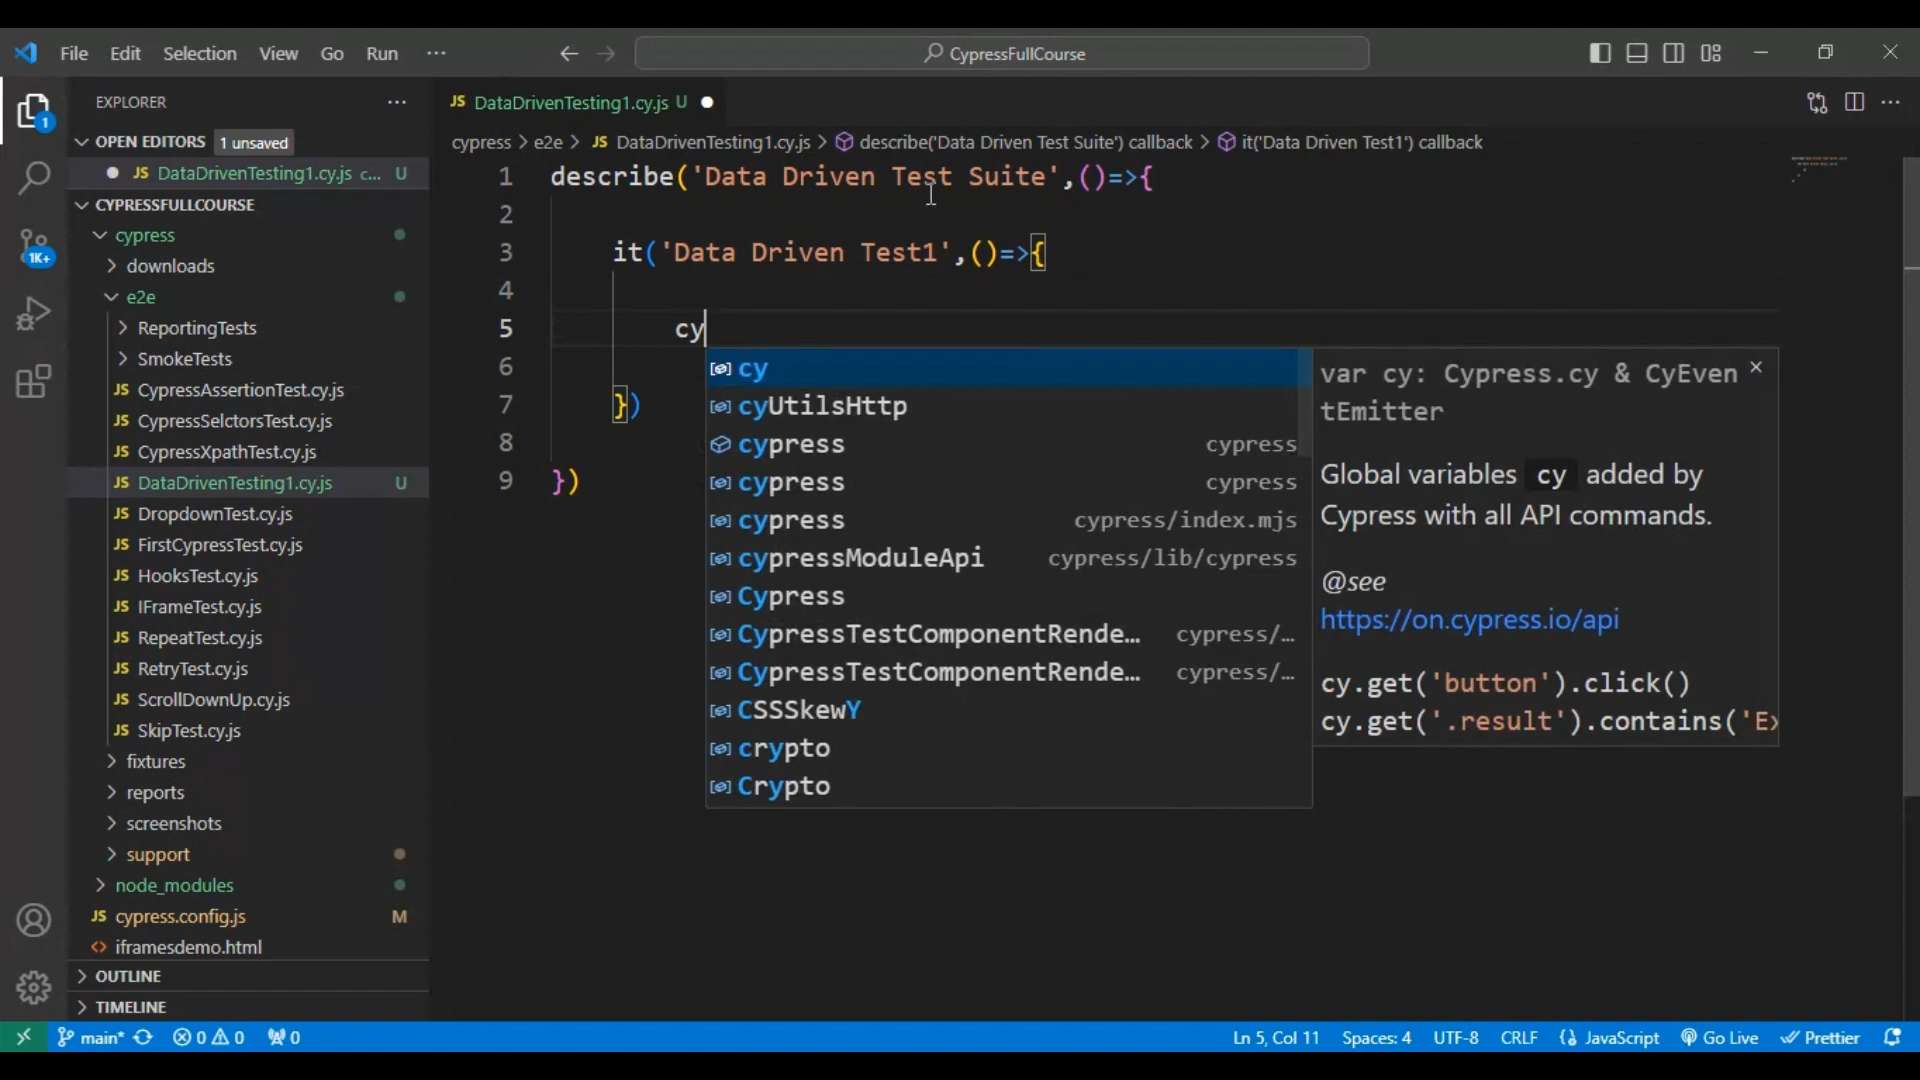 File Edit Selection View Go Run ··· CypressFullCourse
EXPLORER ···
OPEN EDITORS 1 unsaved
JS DataDrivenTesting1.cy.js c... U
CYPRESSFULLCOURSE
cypress
downloads
e2e
ReportingTests
SmokeTests
JS CypressAssertionTest.cy.js
JS CypressSelctorsTest.cy.js
JS CypressXpathTest.cy.js
JS DataDrivenTesting1.cy.js U
JS DropdownTest.cy.js
JS FirstCypressTest.cy.js
JS HooksTest.cy.js
JS IFrameTest.cy.js
JS RepeatTest.cy.js
JS RetryTest.cy.js
JS ScrollDownUp.cy.js
JS SkipTest.cy.js
fixtures
reports
screenshots
support
node_modules
JS cypress.config.js M
<> iframesdemo.html
OUTLINE
TIMELINE
1
1K+
JS DataDrivenTesting1.cy.js U
cypress > e2e > JS DataDrivenTesting1.cy.js > describe('Data Driven Test Suite') callback > it('Data Driven Test1') callback
1 describe('Data Driven Test Suite',()=>{
2
3 it('Data Driven Test1',()=>{
4
5 cy
6
7 })
8
9 })
cy
cyUtilsHttp
cypress cypress
cypress cypress
cypress cypress/index.mjs
cypressModuleApi cypress/lib/cypress
Cypress
CypressTestComponentRende... cypress/...
CypressTestComponentRende... cypress/...
CSSSkewY
crypto
Crypto
var cy: Cypress.cy & CyEven
tEmitter
Global variables cy added by
Cypress with all API commands.
@see
https://on.cypress.io/api
cy.get('button').click()
cy.get('.result').contains('Ex
main* 0 0 0 Ln 5, Col 11 Spaces: 4 UTF-8 CRLF JavaScript Go Live Prettier